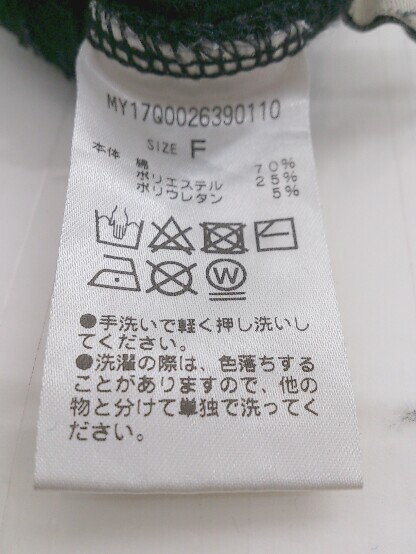 MY17Q0026390110
SIZE F
本体 綿 70%
ポリエステル 25%
ポリウレタン 5%
W
●手洗いで軽く押し洗いし
てください。
●洗濯の際は、色落ちする
ことがありますので、他の
物と分けて単独で洗ってく
ださい。